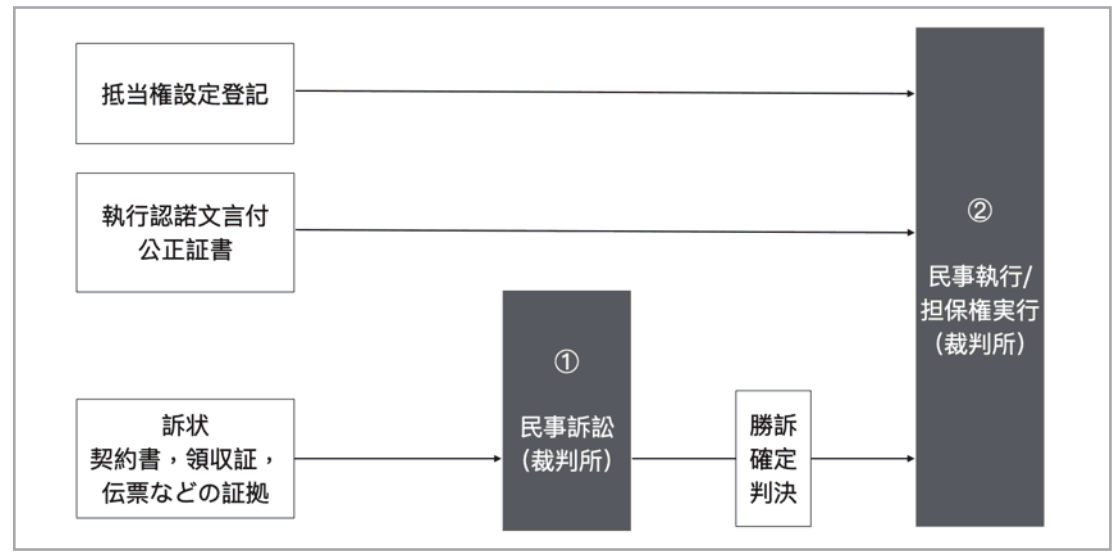 抵当権設定登記
執行認諾文言付
公正証書
訴状
契約書，領収証，
伝票などの証拠
①
民事訴訟
（裁判所）
勝訴
確定
判決
②
民事執行/
担保権実行
（裁判所）